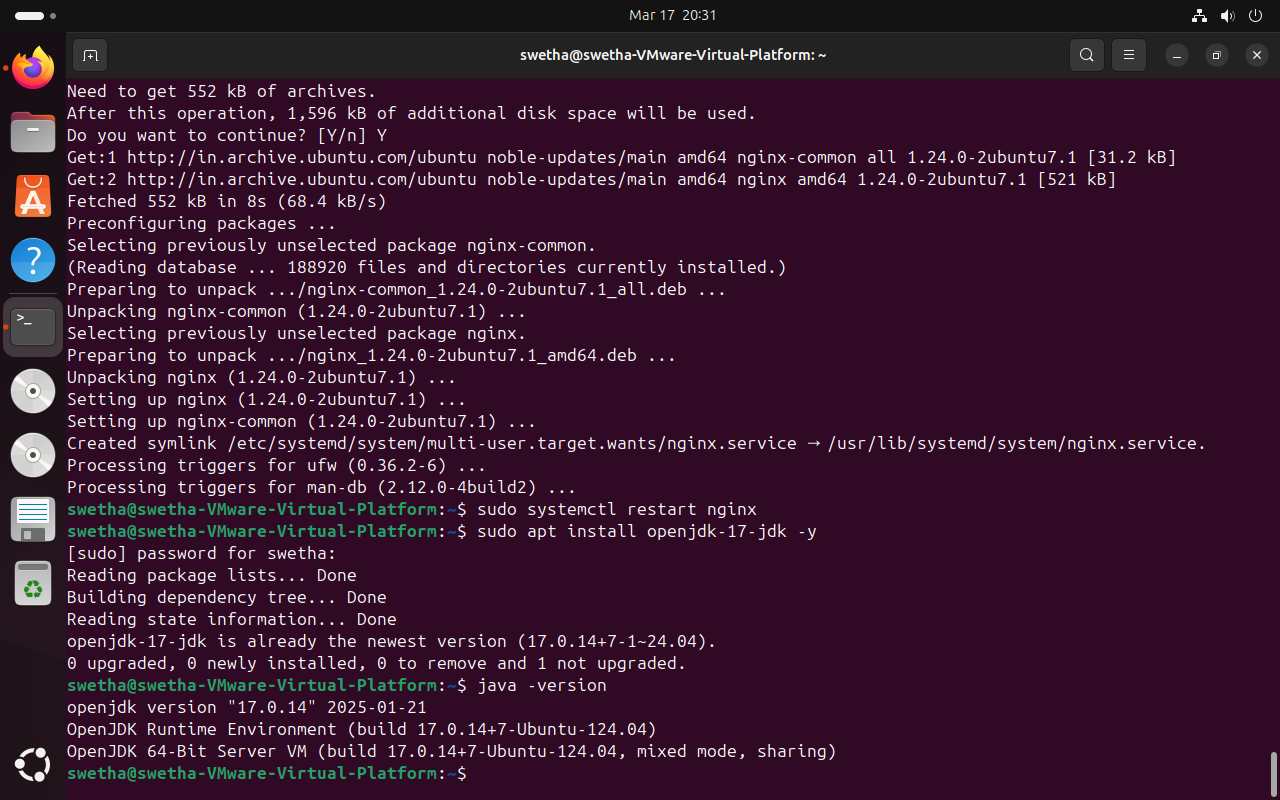 Mar 17 20:31
swetha@swetha-VMware-Virtual-Platform: ~
Need to get 552 kB of archives.
After this operation, 1,596 kB of additional disk space will be used.
Do you want to continue? [Y/n] Y
Get:1 http://in.archive.ubuntu.com/ubuntu noble-updates/main amd64 nginx-common all 1.24.0-2ubuntu7.1 [31.2 kB]
Get:2 http://in.archive.ubuntu.com/ubuntu noble-updates/main amd64 nginx amd64 1.24.0-2ubuntu7.1 [521 kB]
Fetched 552 kB in 8s (68.4 kB/s)
Preconfiguring packages ...
Selecting previously unselected package nginx-common.
(Reading database ... 188920 files and directories currently installed.)
Preparing to unpack .../nginx-common_1.24.0-2ubuntu7.1_all.deb ...
Unpacking nginx-common (1.24.0-2ubuntu7.1) ...
Selecting previously unselected package nginx.
Preparing to unpack .../nginx_1.24.0-2ubuntu7.1_amd64.deb ...
Unpacking nginx (1.24.0-2ubuntu7.1) ...
Setting up nginx (1.24.0-2ubuntu7.1) ...
Setting up nginx-common (1.24.0-2ubuntu7.1) ...
Created symlink /etc/systemd/system/multi-user.target.wants/nginx.service → /usr/lib/systemd/system/nginx.service.
Processing triggers for ufw (0.36.2-6) ...
Processing triggers for man-db (2.12.0-4build2) ...
swetha@swetha-VMware-Virtual-Platform:~$ sudo systemctl restart nginx
swetha@swetha-VMware-Virtual-Platform:~$ sudo apt install openjdk-17-jdk -y
[sudo] password for swetha:
Reading package lists... Done
Building dependency tree... Done
Reading state information... Done
openjdk-17-jdk is already the newest version (17.0.14+7-1~24.04).
0 upgraded, 0 newly installed, 0 to remove and 1 not upgraded.
swetha@swetha-VMware-Virtual-Platform:~$ java -version
openjdk version "17.0.14" 2025-01-21
OpenJDK Runtime Environment (build 17.0.14+7-Ubuntu-124.04)
OpenJDK 64-Bit Server VM (build 17.0.14+7-Ubuntu-124.04, mixed mode, sharing)
swetha@swetha-VMware-Virtual-Platform:~$